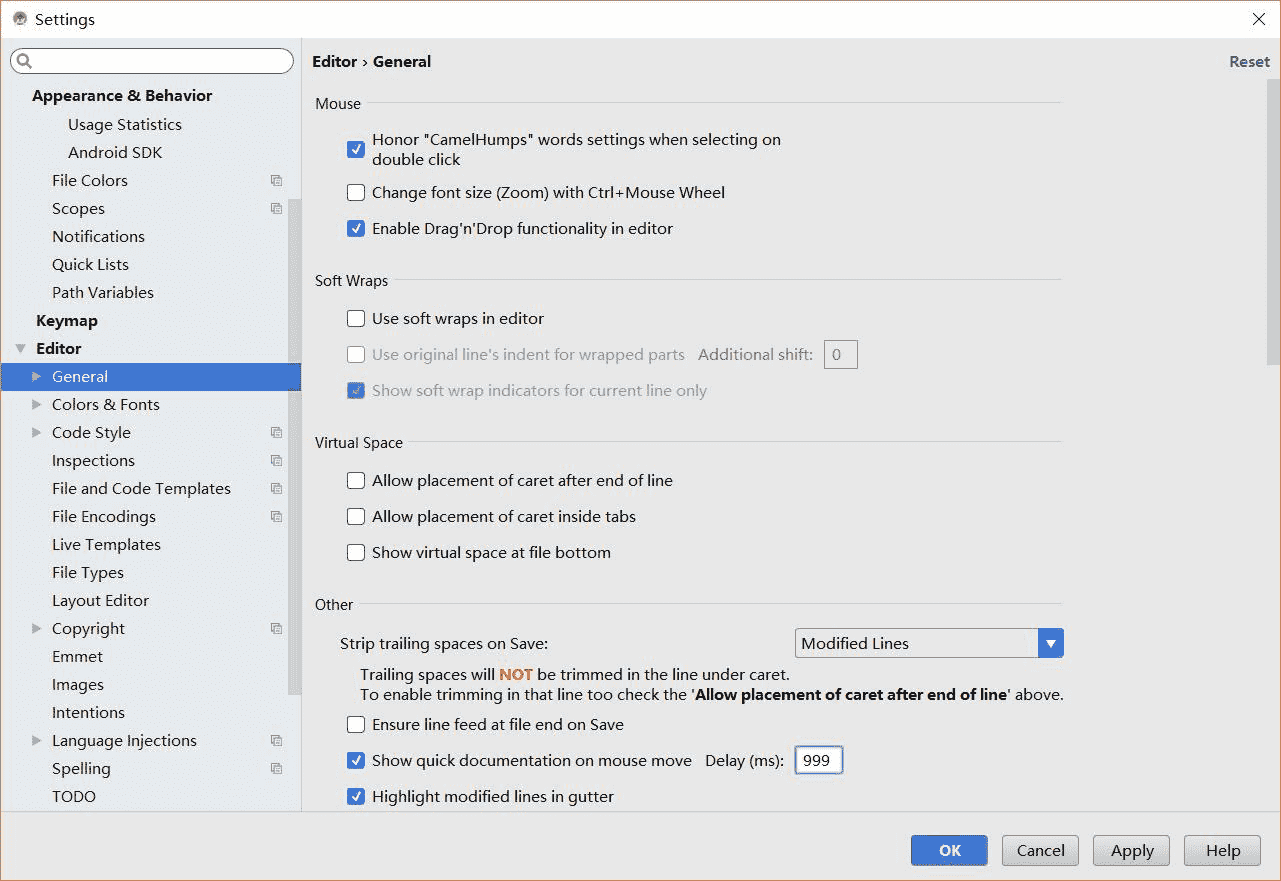 Settings
Editor › General
Reset
Appearance & Behavior
Usage Statistics
Android SDK
File Colors
Scopes
Notifications
Quick Lists
Path Variables
Keymap
Editor
General
Colors & Fonts
Code Style
Inspections
File and Code Templates
File Encodings
Live Templates
File Types
Layout Editor
Copyright
Emmet
Images
Intentions
Language Injections
Spelling
TODO
Mouse
Honor "CamelHumps" words settings when selecting on
double click
Change font size (Zoom) with Ctrl+Mouse Wheel
Enable Drag'n'Drop functionality in editor
Soft Wraps
Use soft wraps in editor
Use original line's indent for wrapped parts Additional shift: 0
Show soft wrap indicators for current line only
Virtual Space
Allow placement of caret after end of line
Allow placement of caret inside tabs
Show virtual space at file bottom
Other
Strip trailing spaces on Save: Modified Lines
Trailing spaces will NOT be trimmed in the line under caret.
To enable trimming in that line too check the 'Allow placement of caret after end of line' above.
Ensure line feed at file end on Save
Show quick documentation on mouse move Delay (ms): 999
Highlight modified lines in gutter
OK Cancel Apply Help